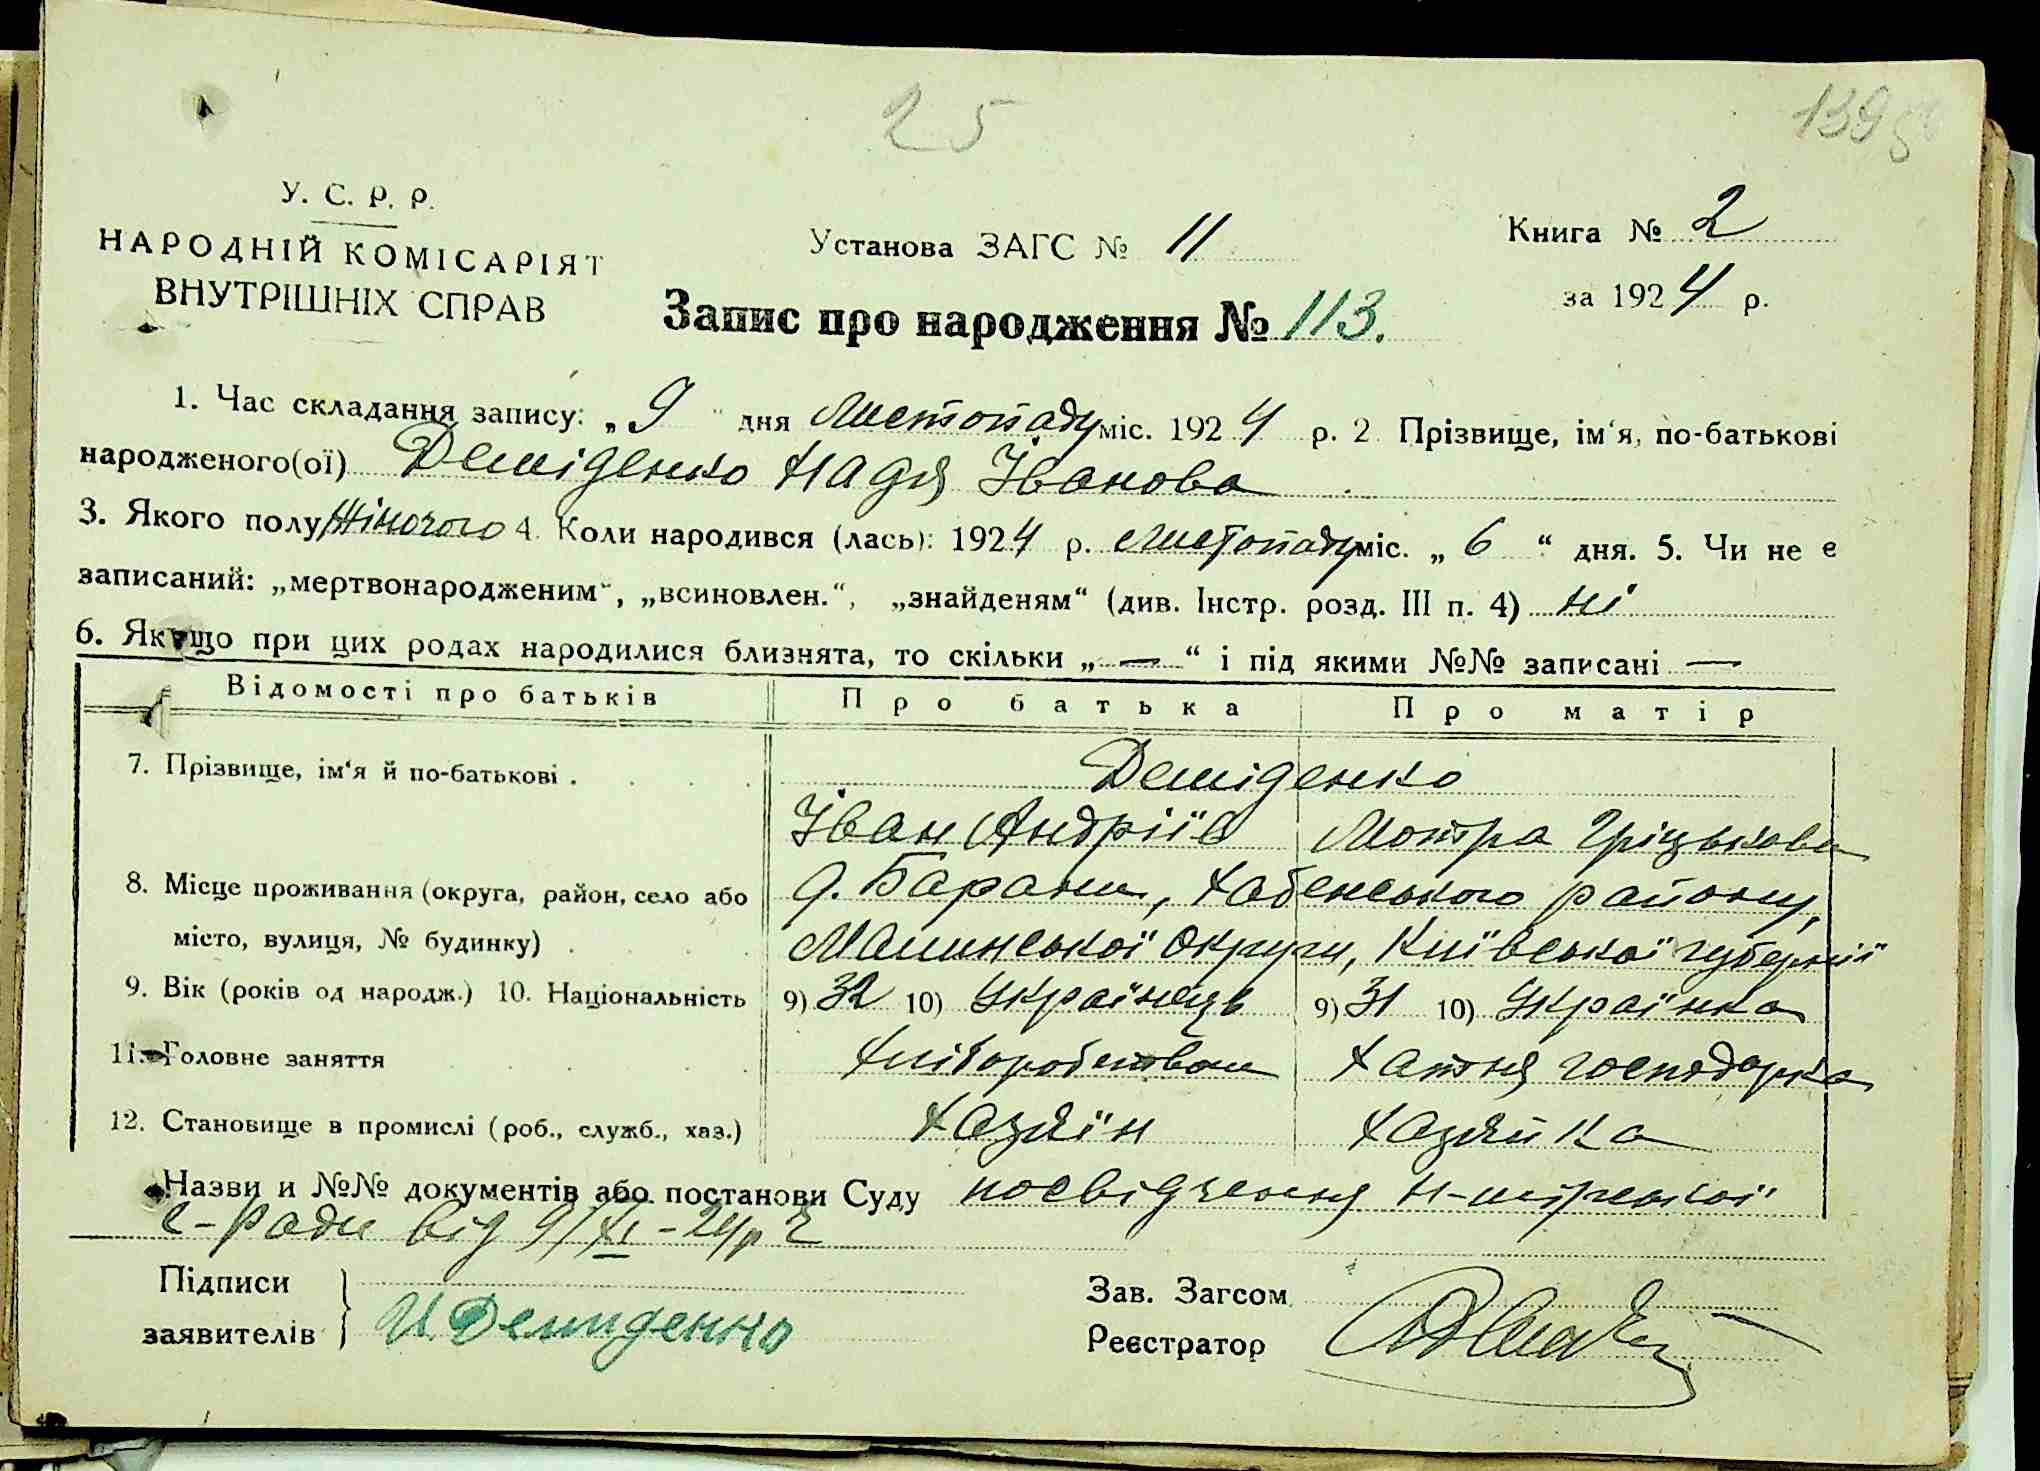 25
1395
У. С. Р. Р.
НАРОДНІЙ КОМІСАРІЯТ
ВНУТРІШНІХ СПРАВ
Установа ЗАГС № 11
Книга № 2
за 1924 р.
Запис про народження № 113.
1. Час складання запису: „9" дня листопаду міс. 1924 р. 2 Прізвище, ім'я, по-батькові
народженого(ої) Деміденко Надя Іванова
3. Якого полу Жіночого 4. Коли народився (лась): 1924 р. листопаду міс. „6" дня. 5. Чи не є
записаний: „мертвонародженим", „всиновлен.", „знайденям" (див. Інстр. розд. III п. 4) ні
6. Якщо при цих родах народилися близнята, то скільки „—" і під якими №№ записані —
Відомості про батьків Про батька Про матір
7. Прізвище, ім'я й по-батькові . Деміденко
Іван Андріїв Мотра Гріцькова
8. Місце проживання (округа, район, село або д. Барани, Хабенського району,
місто, вулиця, № будинку) Малинської округи, Київської губернії
9. Вік (років од народж.) 10. Національність 9) 32 10) Українець 9) 31 10) Українка
11. Головне заняття Хліборобством Хатня господарка
12. Становище в промислі (роб., служб., хаз.) Хазяїн Хазяйка
Назви и №№ документів або постанови Суду посвідчення
с-ради від 9/XI-24р
Підписи
заявителів И Демиденко
Зав. Загсом
Реєстратор